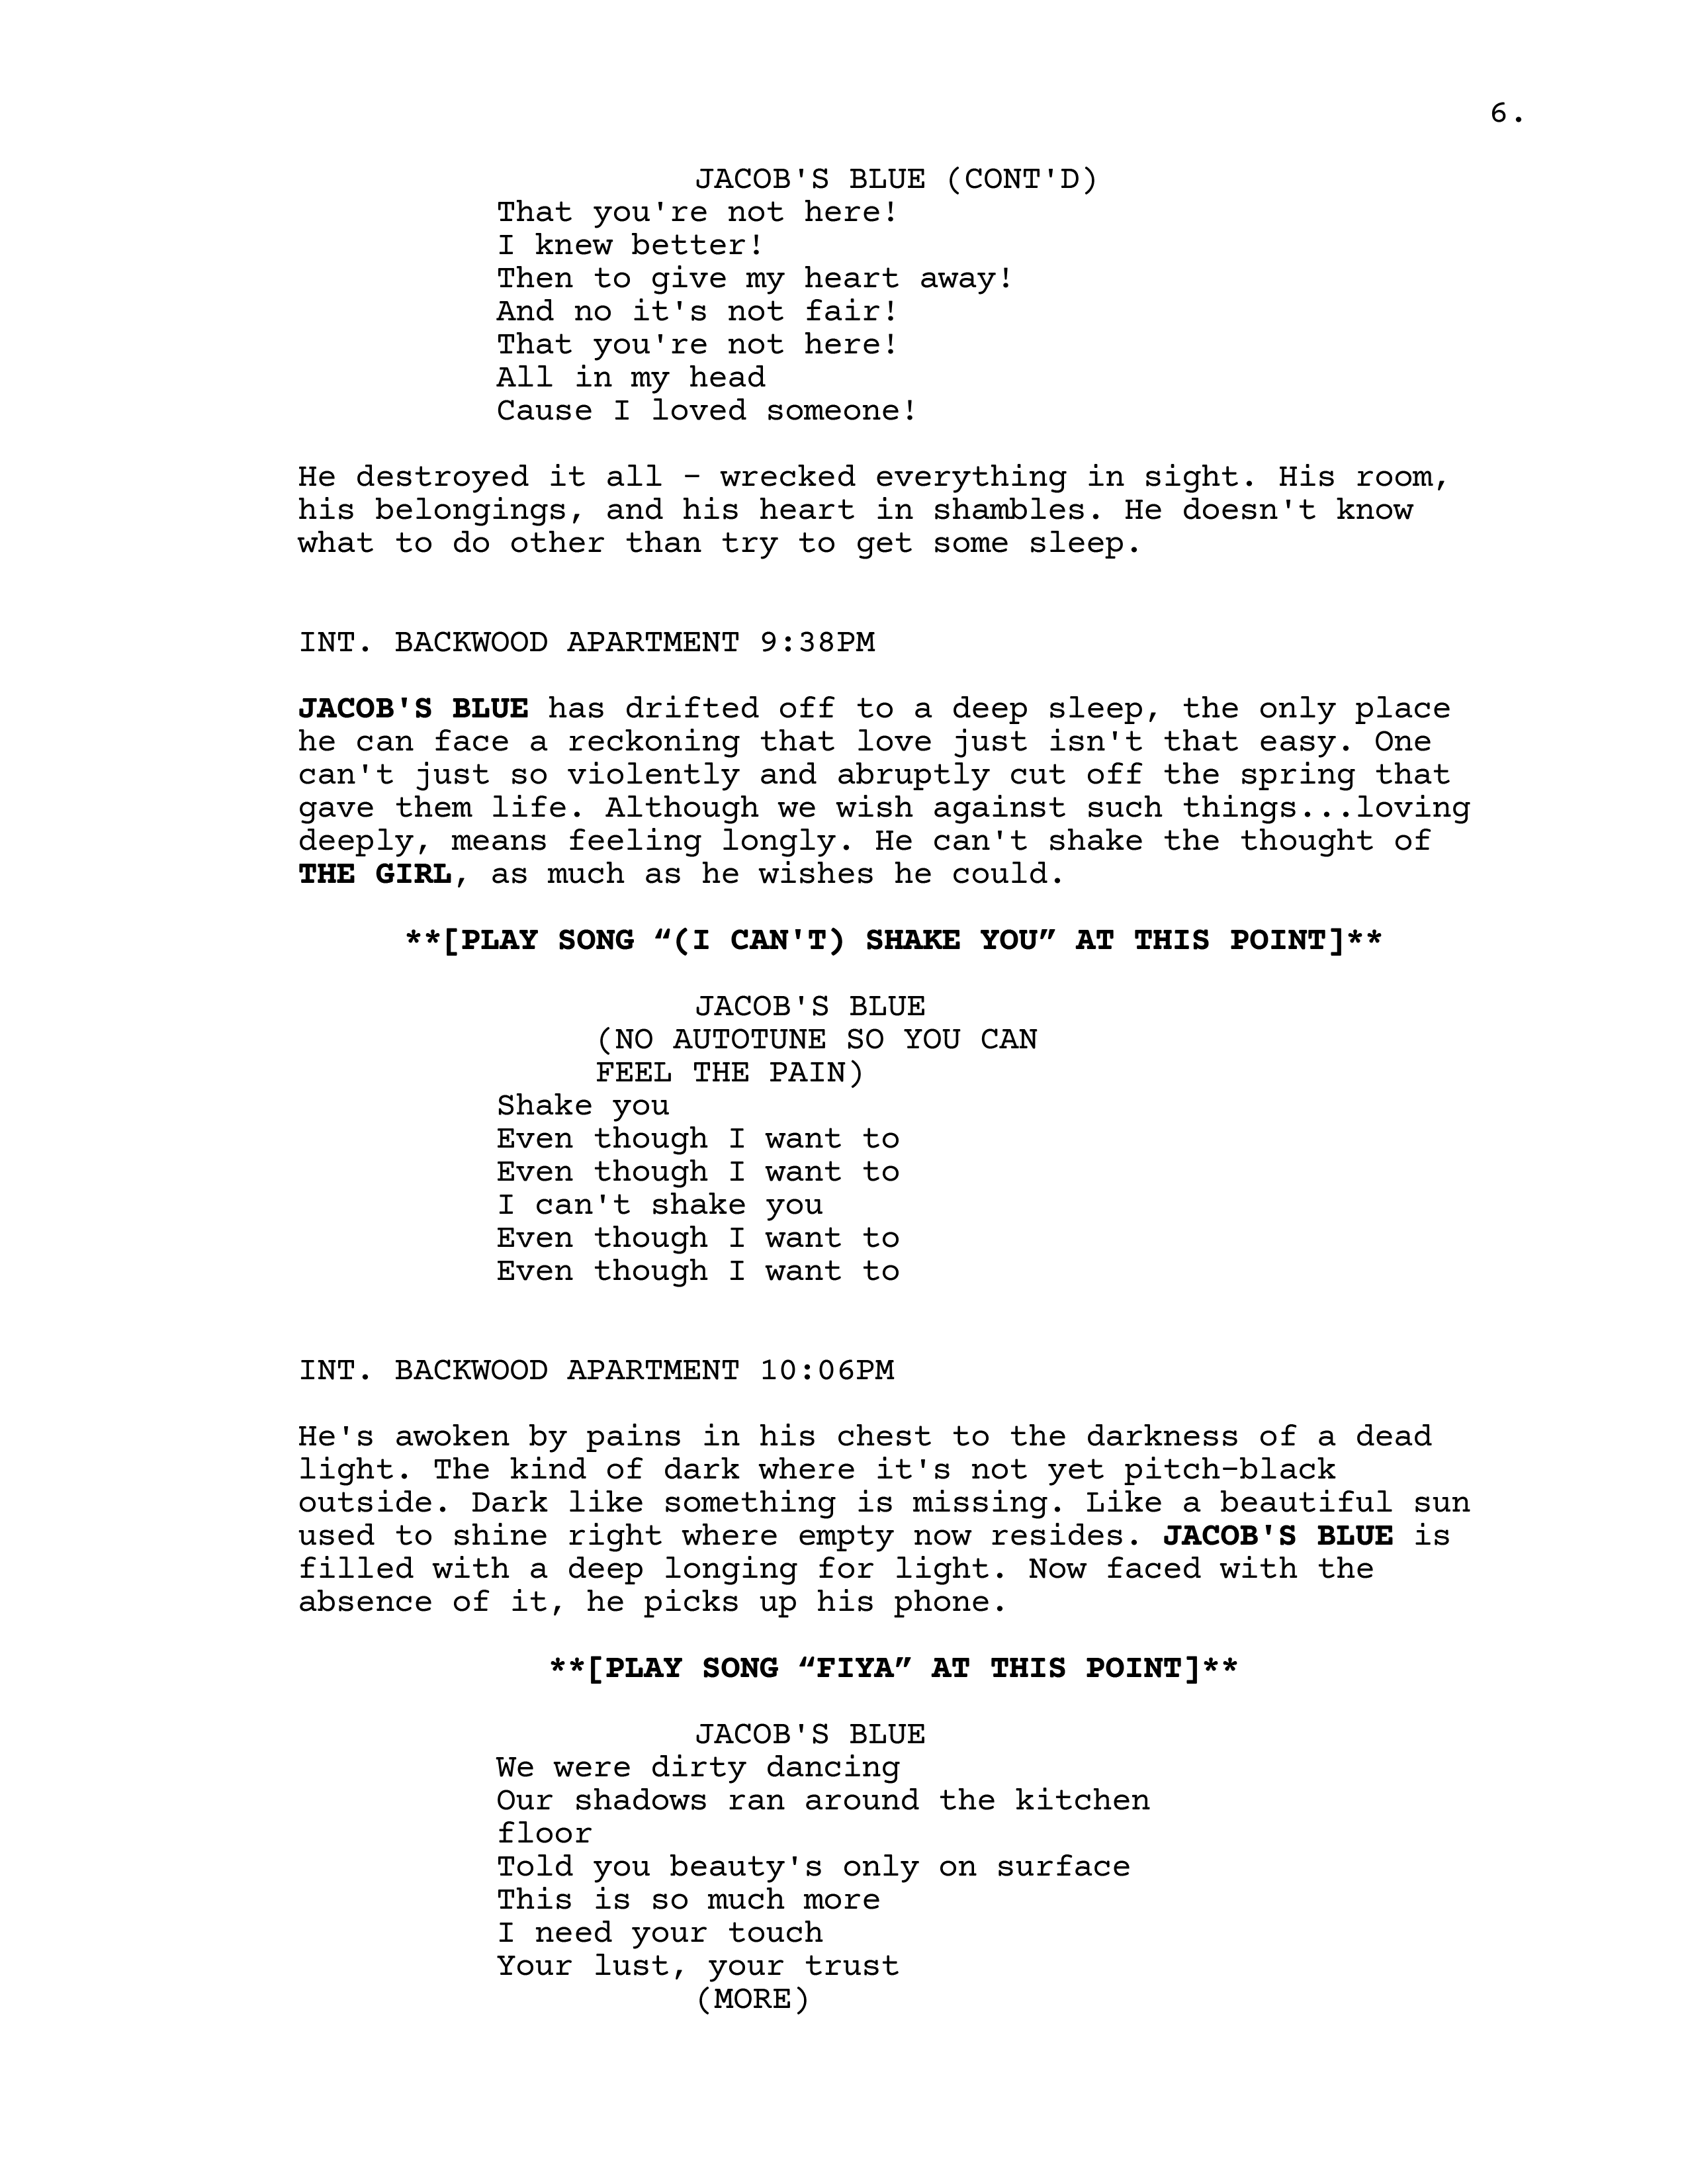 6.
JACOB'S BLUE (CONT'D)
That you're not here!
I knew better!
Then to give my heart away!
And no it's not fair!
That you're not here!
All in my head
Cause I loved someone!
He destroyed it all - wrecked everything in sight. His room,
his belongings, and his heart in shambles. He doesn't know
what to do other than try to get some sleep.
INT. BACKWOOD APARTMENT 9:38PM
JACOB'S BLUE has drifted off to a deep sleep, the only place
he can face a reckoning that love just isn't that easy. One
can't just so violently and abruptly cut off the spring that
gave them life. Although we wish against such things...loving
deeply, means feeling longly. He can't shake the thought of
THE GIRL, as much as he wishes he could.
**[PLAY SONG “(I CAN'T) SHAKE YOU” AT THIS POINT]**
JACOB'S BLUE
(NO AUTOTUNE SO YOU CAN
FEEL THE PAIN)
Shake you
Even though I want to
Even though I want to
I can't shake you
Even though I want to
Even though I want to
INT. BACKWOOD APARTMENT 10:06PM
He's awoken by pains in his chest to the darkness of a dead
light. The kind of dark where it's not yet pitch-black
outside. Dark like something is missing. Like a beautiful sun
used to shine right where empty now resides. JACOB'S BLUE is
filled with a deep longing for light. Now faced with the
absence of it, he picks up his phone.
**[PLAY SONG “FIYA” AT THIS POINT]**
JACOB'S BLUE
We were dirty dancing
Our shadows ran around the kitchen
floor
Told you beauty's only on surface
This is so much more
I need your touch
Your lust, your trust
(MORE)